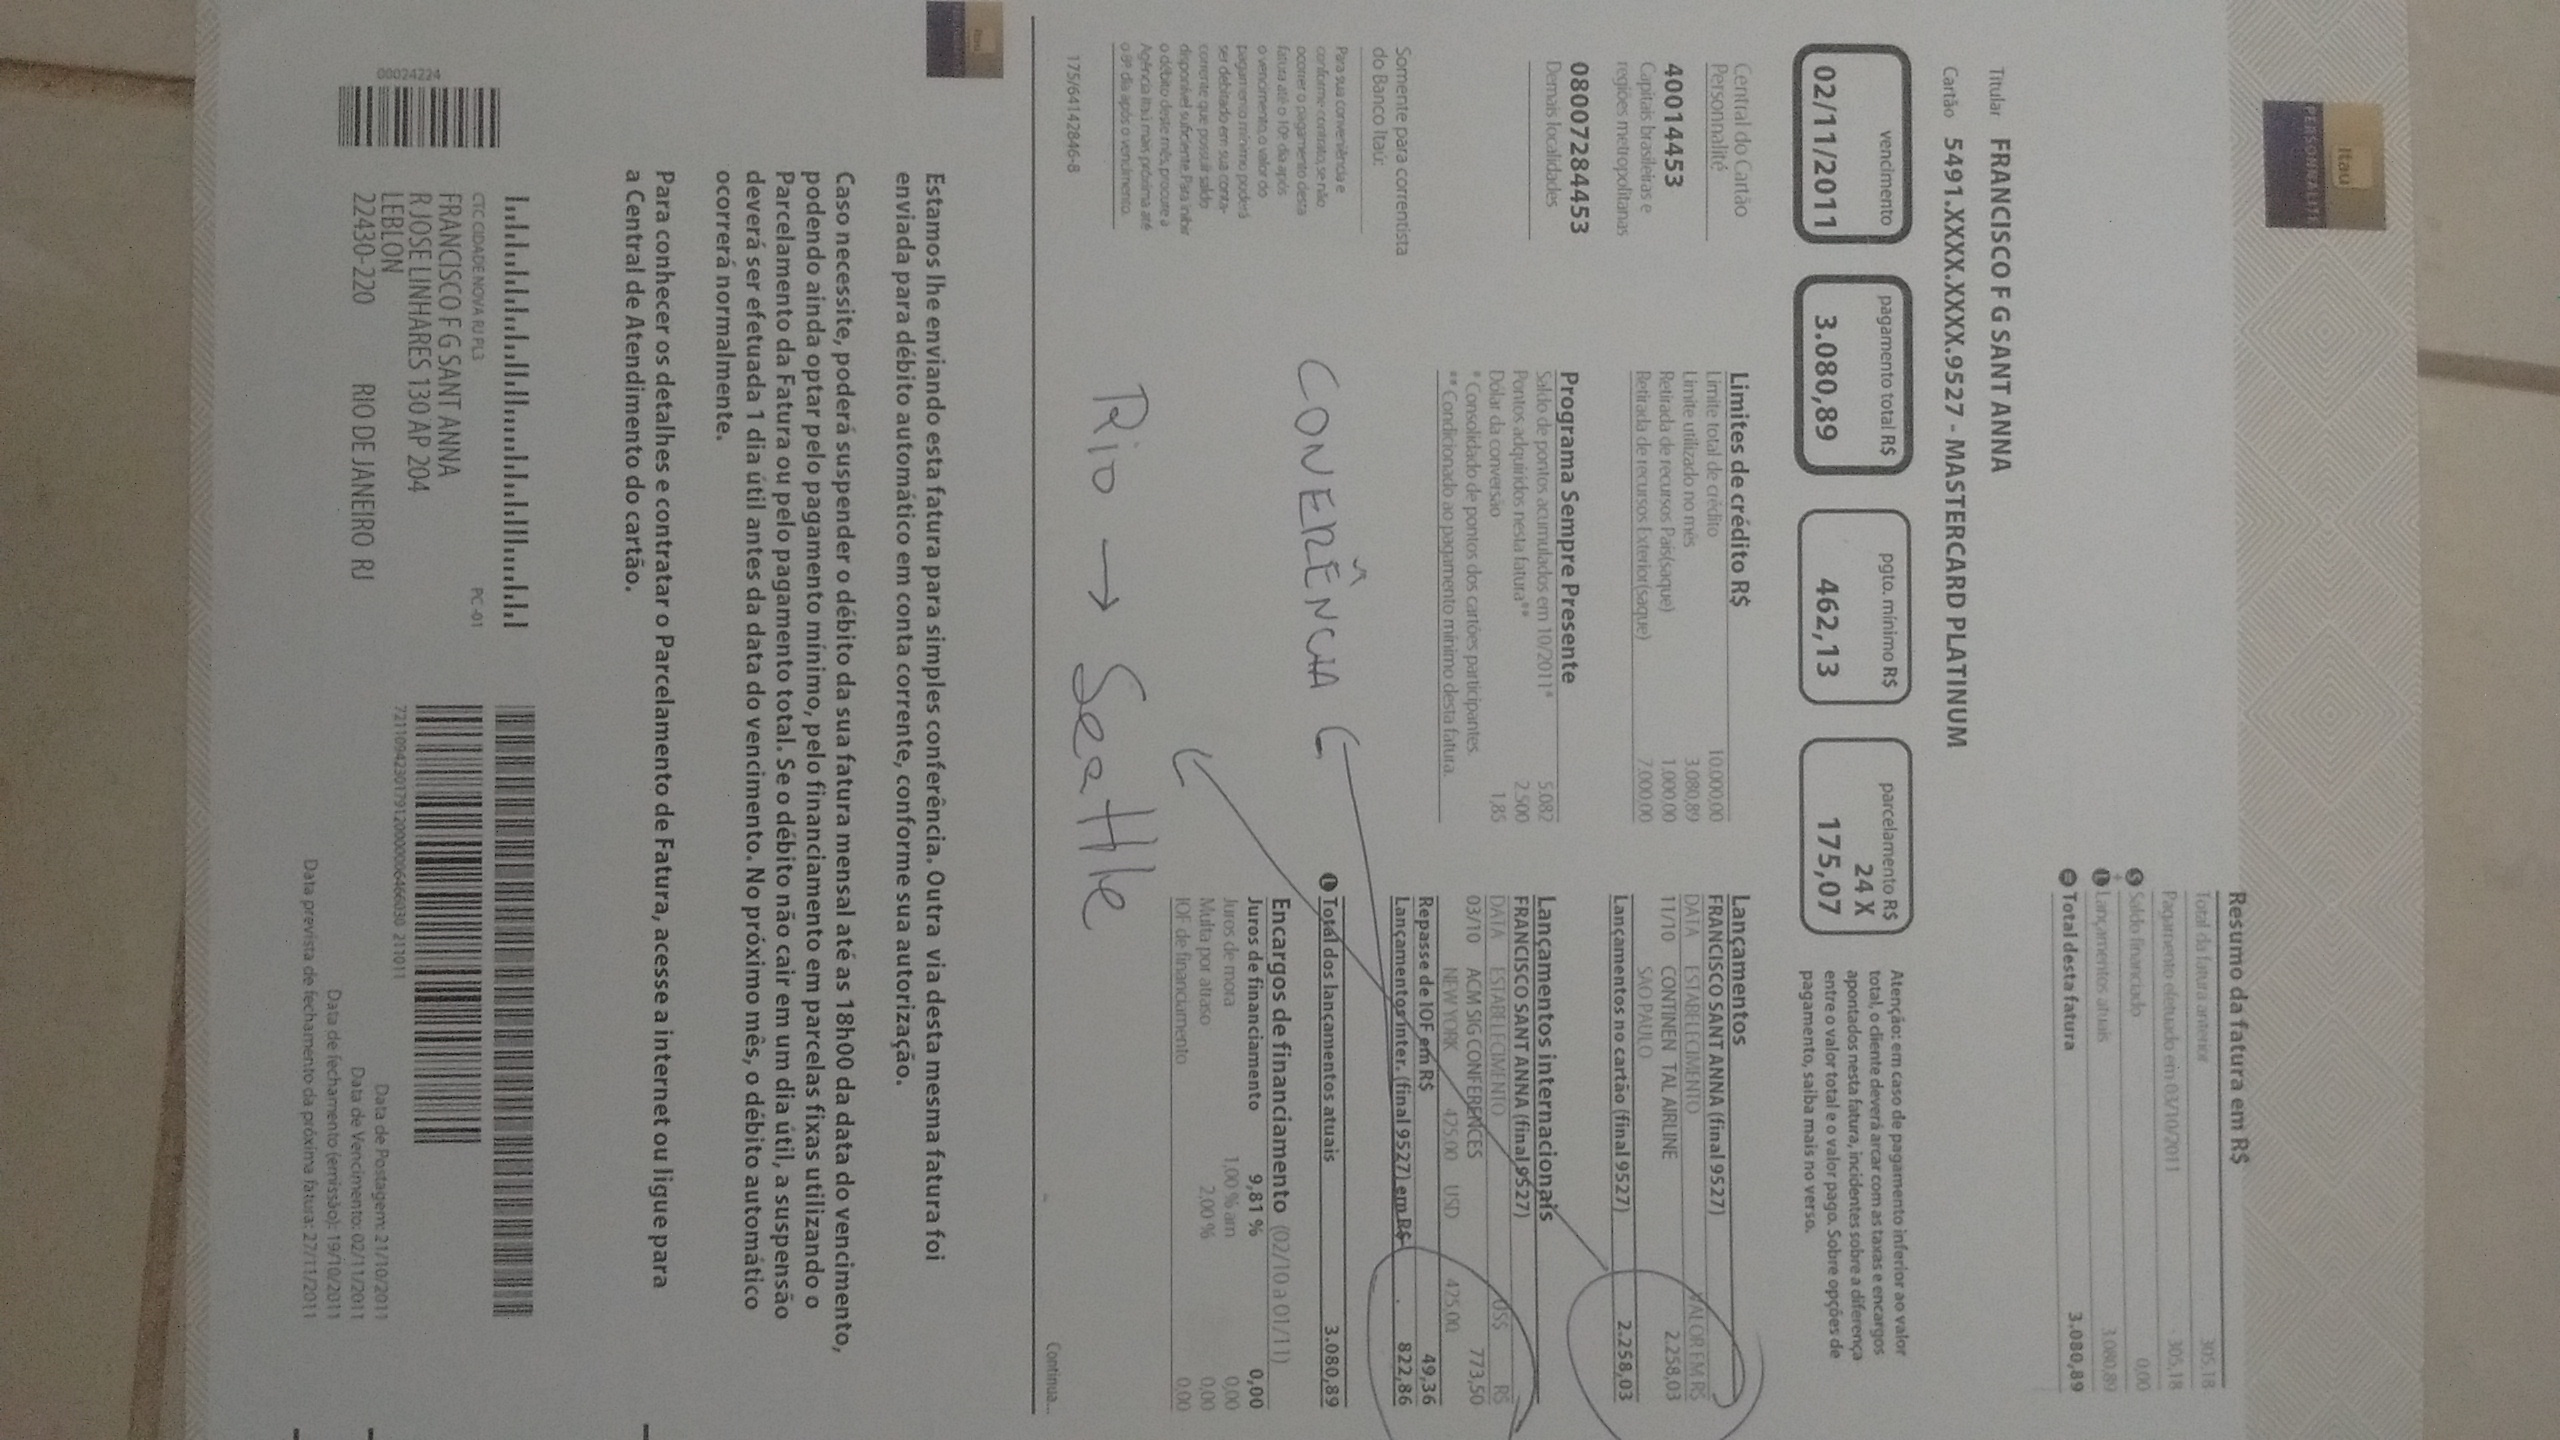 Itaú
PERSONNALITÉ
Resumo da fatura em R$
Total da fatura anterior 305,18
Pagamento efetuado em 03/10/2011 - 305,18
S Saldo financiado 0,00
+
L Lançamentos atuais 3.080,89
= Total desta fatura 3.080,89
Titular FRANCISCO F G SANT ANNA
Cartão 5491.XXXX.XXXX.9527 - MASTERCARD PLATINUM
vencimento
02/11/2011
pagamento total R$
3.080,89
pgto. mínimo R$
462,13
parcelamento R$
24 X
175,07
Atenção: em caso de pagamento inferior ao valor
total, o cliente deverá arcar com as taxas e encargos
apontados nesta fatura, incidentes sobre a diferença
entre o valor total e o valor pago. Sobre opções de
pagamento, saiba mais no verso.
Central do Cartão
Personnalité
40014453
Capitais brasileiras e
regiões metropolitanas
08007284453
Demais localidades
Somente para correntista
do Banco Itaú:
Para sua conveniência e
conforme contrato, se não
ocorrer o pagamento desta
fatura até o 10º dia após
o vencimento, o valor do
pagamento mínimo poderá
ser debitado em sua conta-
corrente que possuir saldo
disponível suficiente. Para inibir
o débito deste mês, procure a
Agência Itaú mais próxima até
o 8º dia após o vencimento.
175/64142846-8
Limites de crédito R$
Limite total de crédito 10.000,00
Limite utilizado no mês 3.080,89
Retirada de recursos País(saque) 1.000,00
Retirada de recursos Exterior(saque) 7.000,00
Programa Sempre Presente
Saldo de pontos acumulados em 10/2011* 5.082
Pontos adquiridos nesta fatura** 2.500
Dólar da conversão 1,85
* Consolidado de pontos dos cartões participantes.
** Condicionado ao pagamento mínimo desta fatura.
CONERÊNCIA
Rio → Seattle
Lançamentos
FRANCISCO SANT ANNA (final 9527)
DATA ESTABELECIMENTO VALOR EM R$
11/10 CONTINEN TAL AIRLINE 2.258,03
SAO PAULO
Lançamentos no cartão (final 9527) 2.258,03
Lançamentos internacionais
FRANCISCO SANT ANNA (final 9527)
DATA ESTABELECIMENTO US$ R$
03/10 ACM SIG CONFERENCES 773,50
NEW YORK 425,00 USD 425,00
Repasse de IOF em R$ 49,36
Lançamentos inter. (final 9527) em R$ 822,86
L Total dos lançamentos atuais 3.080,89
Encargos de financiamento (02/10 a 01/11)
Juros de financiamento 9,81 % 0,00
Juros de mora 1,00 % am 0,00
Multa por atraso 2,00 % 0,00
IOF de financiamento 0,00
Continua...
Itaú
Estamos lhe enviando esta fatura para simples conferência. Outra via desta mesma fatura foi
enviada para débito automático em conta corrente, conforme sua autorização.
Caso necessite, poderá suspender o débito da sua fatura mensal até as 18h00 da data do vencimento,
podendo ainda optar pelo pagamento mínimo, pelo financiamento em parcelas fixas utilizando o
Parcelamento da Fatura ou pelo pagamento total. Se o débito não cair em um dia útil, a suspensão
deverá ser efetuada 1 dia útil antes da data do vencimento. No próximo mês, o débito automático
ocorrerá normalmente.
Para conhecer os detalhes e contratar o Parcelamento de Fatura, acesse a internet ou ligue para
a Central de Atendimento do cartão.
00024224
CTC CIDADE NOVA RJ PL3 PC -01
FRANCISCO F G SANT ANNA
R JOSE LINHARES 130 AP 204
LEBLON
22430-220 RIO DE JANEIRO RJ
Data de Postagem: 21/10/2011
Data de Vencimento: 02/11/2011
Data de fechamento (emissão): 19/10/2011
Data prevista de fechamento da próxima fatura: 27/11/2011